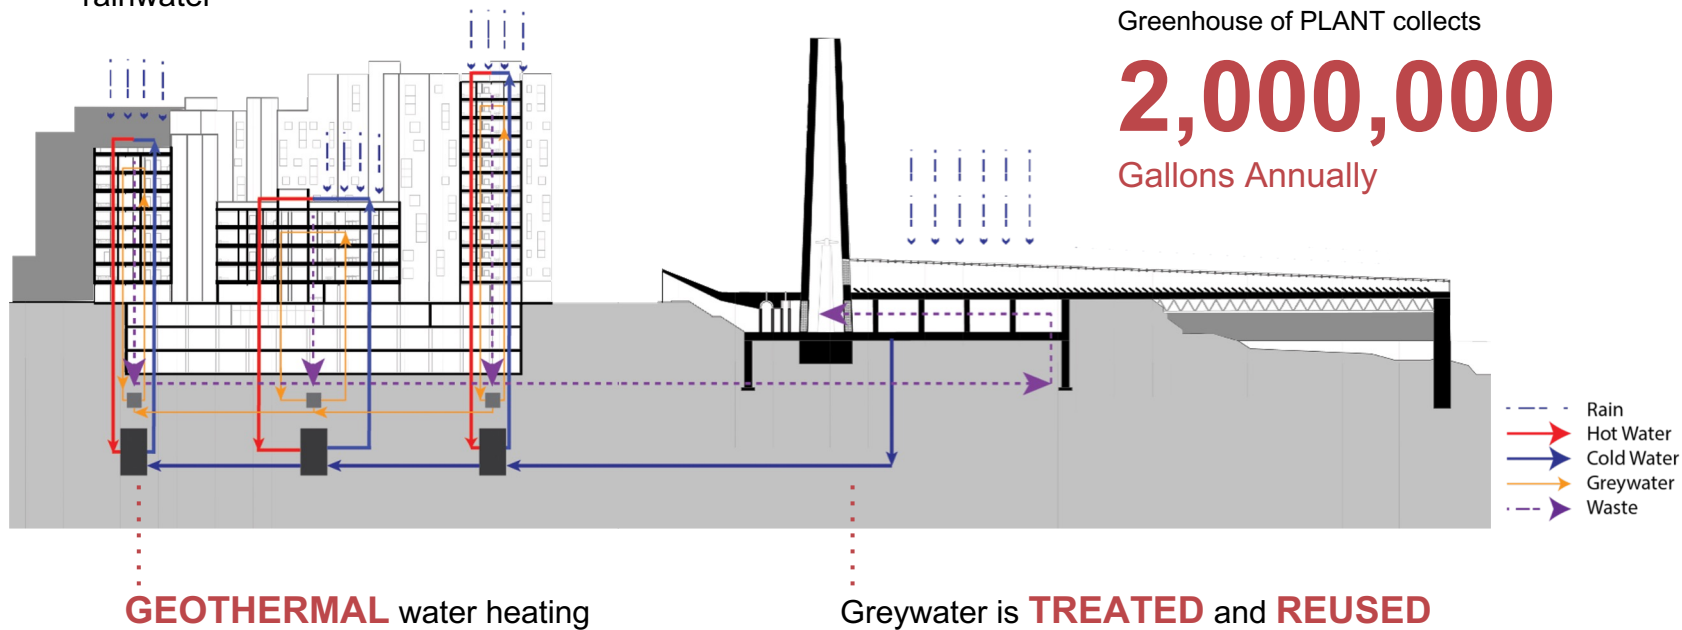 rainwater
Greenhouse of PLANT collects
2,000,000
Gallons Annually
Rain
Hot Water
Cold Water
Greywater
Waste
GEOTHERMAL water heating
Greywater is TREATED and REUSED